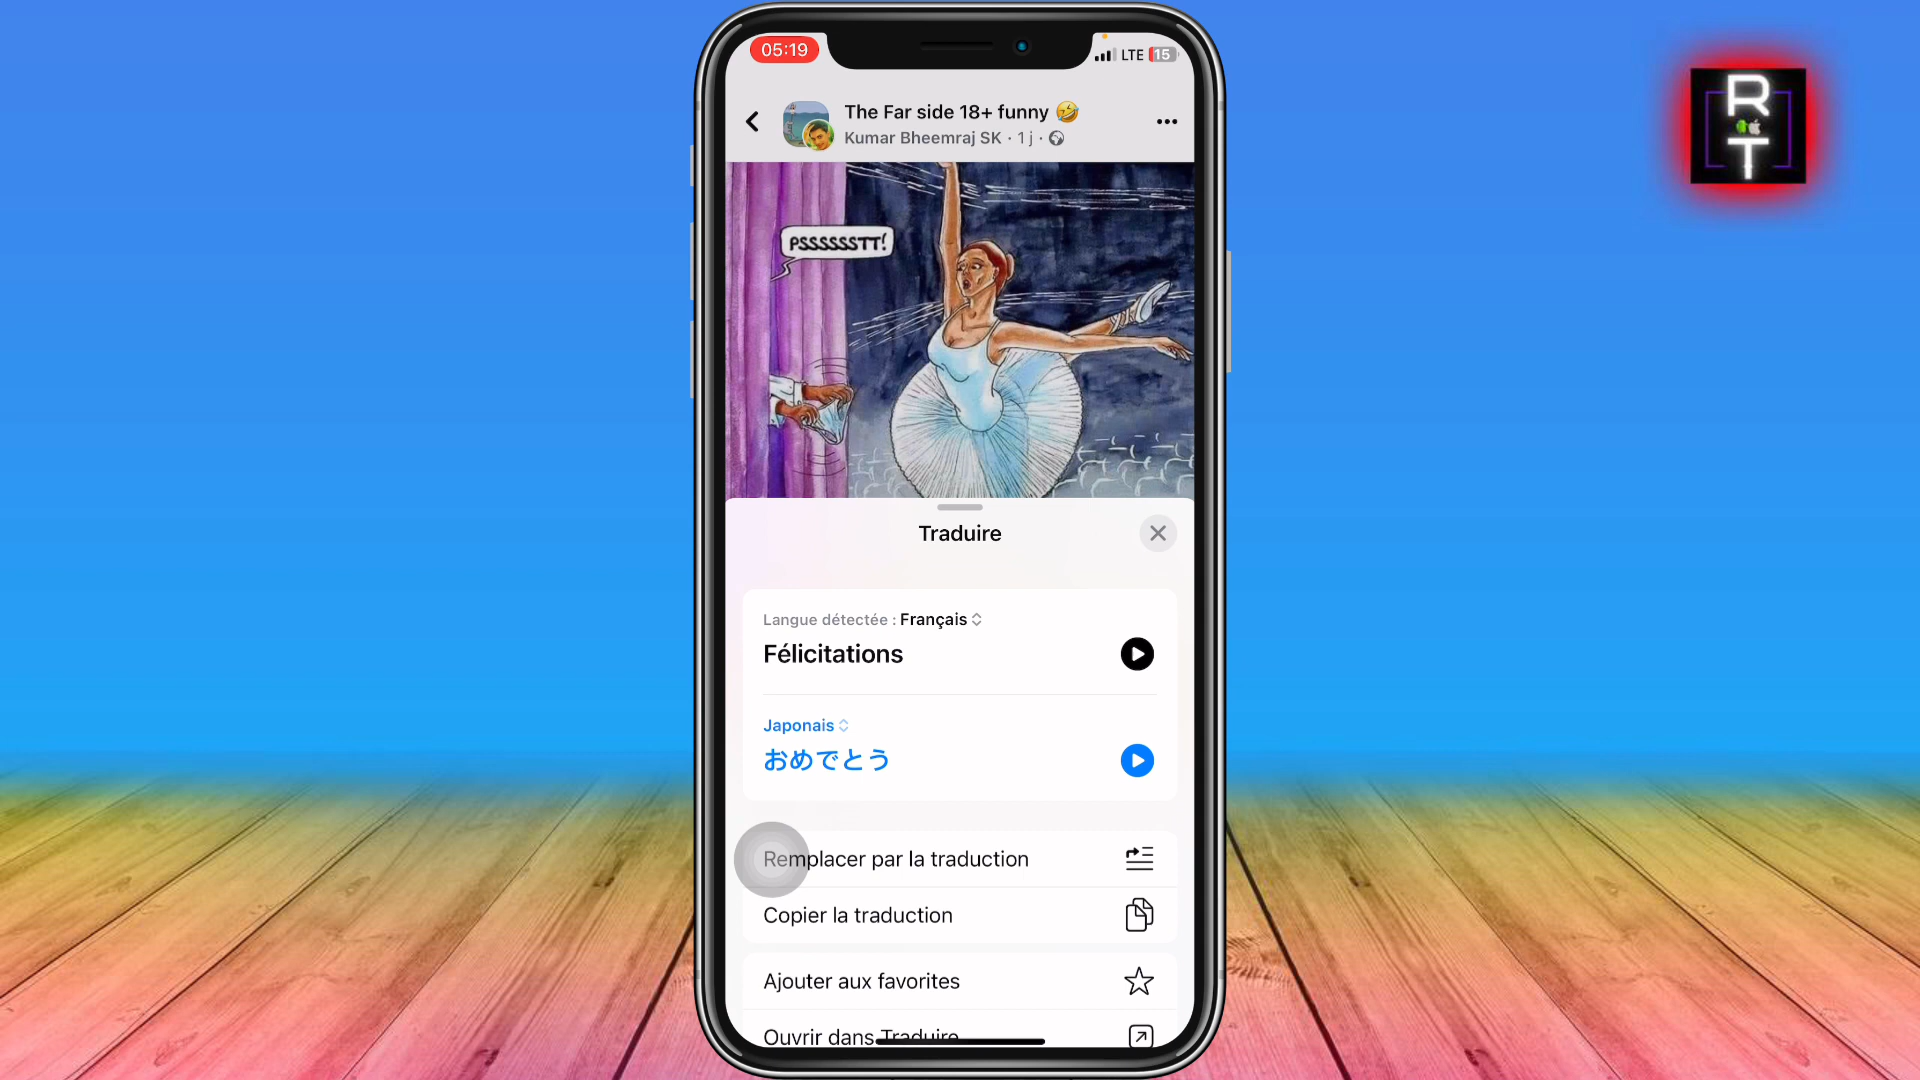 05:19
LTE 15
R
T
The Far side 18+ funny 🤣
Kumar Bheemraj SK · 1 j ·
PSSSSSSTT!
Traduire
Langue détectée : Français
Félicitations
Japonais
おめでとう
Remplacer par la traduction
Copier la traduction
Ajouter aux favorites
Ouvrir dans Traduire